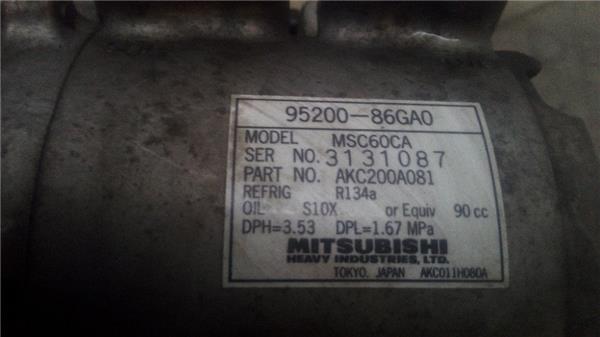 95200-86GA0
MODEL MSC60CA
SER NO. 3131087
PART NO. AKC200A081
REFRIG R134a
OIL S10X or Equiv 90 cc
DPH=3.53 DPL=1.67 MPa
MITSUBISHI
HEAVY INDUSTRIES, LTD.
TOKYO, JAPAN AKC011H080A